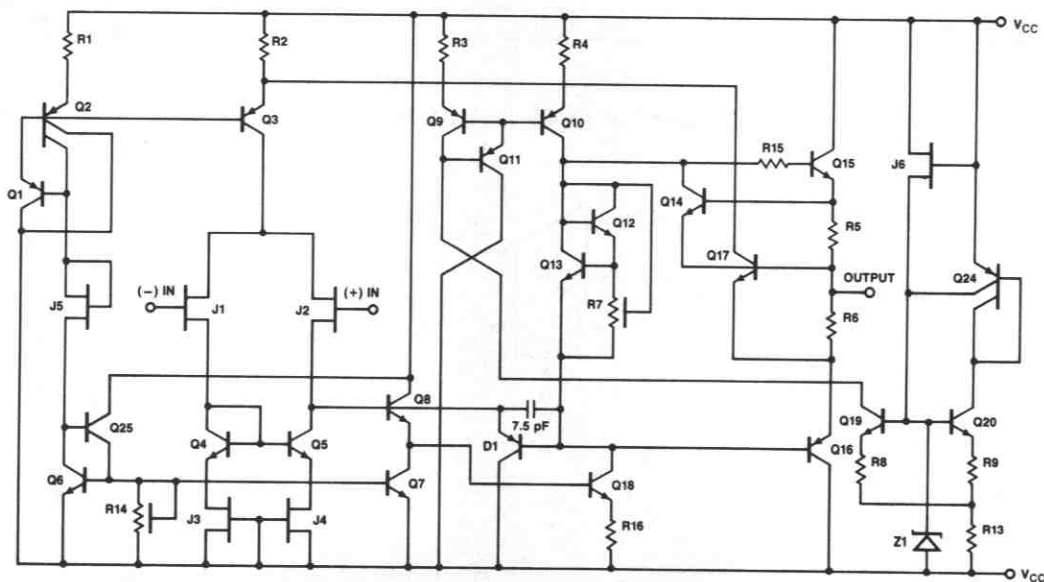 V_CC
R1
R2
R3
R4
Q2
Q3
Q9
Q10
Q11
R15
Q15
J6
Q1
Q14
Q12
R5
Q17
Q24
Q13
OUTPUT
(−) IN
(+) IN
J5
J1
J2
R7
R6
Q8
7.5 pF
Q19
Q20
Q25
Q4
Q5
D1
Q16
R8
R9
Q6
Q7
Q18
R14
J3
J4
R16
Z1
R13
V_CC